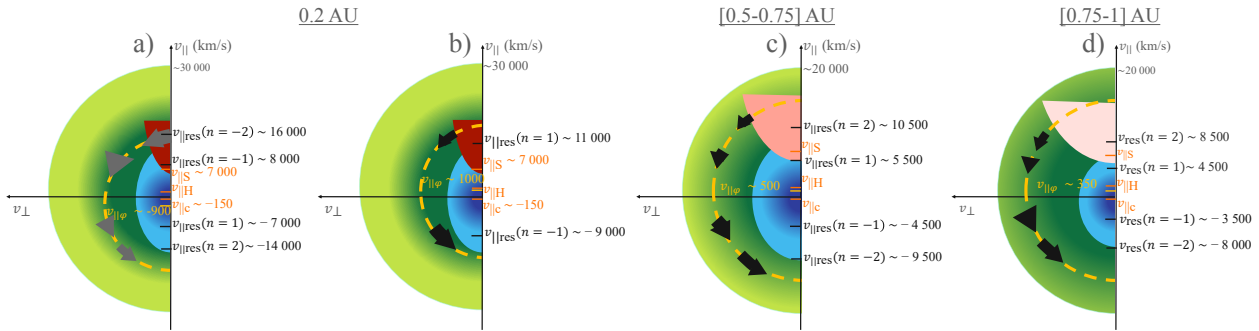 0.2 AU
[0.5-0.75] AU
[0.75-1] AU
a)
v|| (km/s)
~30 000
v||res(n = −2) ~ 16 000
v||res(n = −1) ~ 8 000
v||S ~ 7 000
v||H
v||φ ~ -900
v||c ~ −150
v⊥
v||res(n = 1) ~ − 7 000
v||res(n = 2) ~ −14 000
b)
v|| (km/s)
~30 000
v||res(n = 1) ~ 11 000
v||S ~ 7 000
v||φ ~ 1000
v||H
v||c ~ −150
v⊥
v||res(n = −1) ~ − 9 000
c)
v|| (km/s)
~20 000
v||res(n = 2) ~ 10 500
v||S
v||res(n = 1) ~ 5 500
v||φ ~ 500
v||H
v||c
v⊥
v||res(n = −1) ~ − 4 500
v||res(n = −2) ~ − 9 500
d)
v|| (km/s)
~20 000
vres(n = 2) ~ 8 500
v||S
vres(n = 1) ~ 4 500
v||φ ~ 350
v||H
v||c
v⊥
vres(n = −1) ~ − 3 500
vres(n = −2) ~ − 8 000